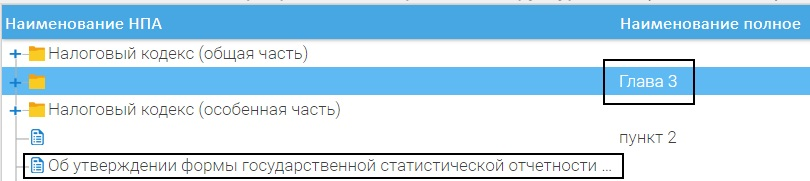 Наименование НПА Наименование полное
Налоговый кодекс (общая часть)
Глава 3
Налоговый кодекс (особенная часть)
пункт 2
Об утверждении формы государственной статистической отчетности ...